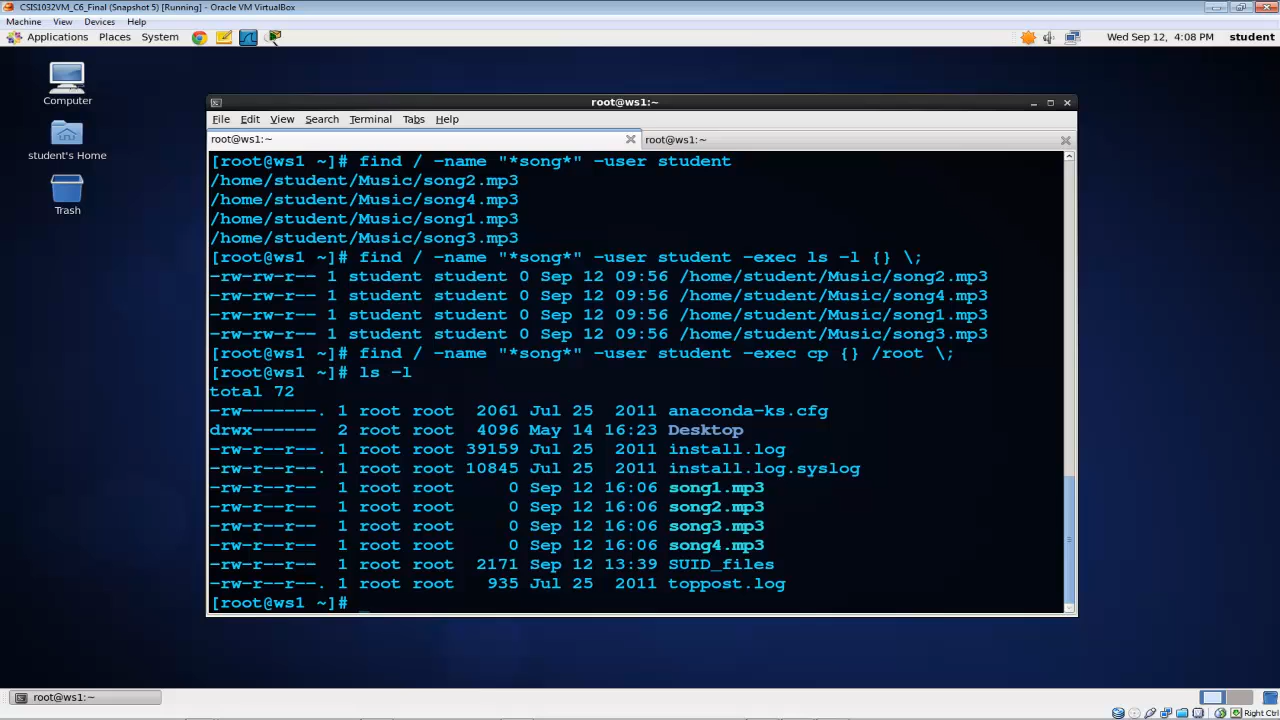 CSIS1032VM_C6_Final (Snapshot 5) [Running] - Oracle VM VirtualBox
Machine View Devices Help
Applications Places System Wed Sep 12, 4:08 PM student
Computer
student's Home
Trash
root@ws1:~
File Edit View Search Terminal Tabs Help
root@ws1:~ root@ws1:~
[root@ws1 ~]# find / -name "*song*" -user student
/home/student/Music/song2.mp3
/home/student/Music/song4.mp3
/home/student/Music/song1.mp3
/home/student/Music/song3.mp3
[root@ws1 ~]# find / -name "*song*" -user student -exec ls -l {} \;
-rw-rw-r-- 1 student student 0 Sep 12 09:56 /home/student/Music/song2.mp3
-rw-rw-r-- 1 student student 0 Sep 12 09:56 /home/student/Music/song4.mp3
-rw-rw-r-- 1 student student 0 Sep 12 09:56 /home/student/Music/song1.mp3
-rw-rw-r-- 1 student student 0 Sep 12 09:56 /home/student/Music/song3.mp3
[root@ws1 ~]# find / -name "*song*" -user student -exec cp {} /root \;
[root@ws1 ~]# ls -l
total 72
-rw-------. 1 root root  2061 Jul 25  2011 anaconda-ks.cfg
drwx------  2 root root  4096 May 14 16:23 Desktop
-rw-r--r--. 1 root root 39159 Jul 25  2011 install.log
-rw-r--r--. 1 root root 10845 Jul 25  2011 install.log.syslog
-rw-r--r--  1 root root     0 Sep 12 16:06 song1.mp3
-rw-r--r--  1 root root     0 Sep 12 16:06 song2.mp3
-rw-r--r--  1 root root     0 Sep 12 16:06 song3.mp3
-rw-r--r--  1 root root     0 Sep 12 16:06 song4.mp3
-rw-r--r--  1 root root  2171 Sep 12 13:39 SUID_files
-rw-r--r--. 1 root root   935 Jul 25  2011 toppost.log
[root@ws1 ~]# _
root@ws1:~
Right Ctrl